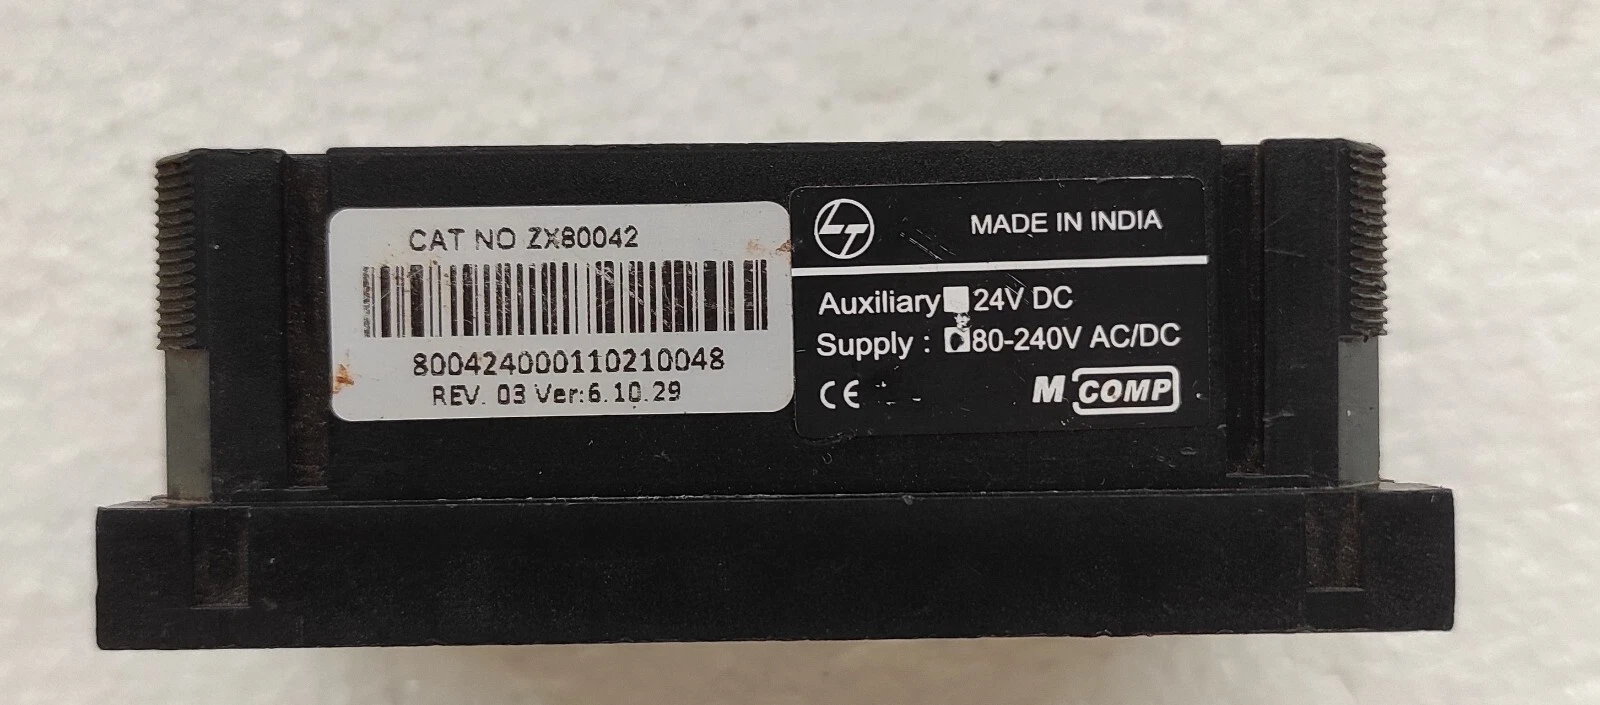 CAT NO ZX80042
800424000110210048
REV. 03 Ver:6.10.29
LT
MADE IN INDIA
Auxiliary 24V DC
Supply : 80-240V AC/DC
CE
M COMP